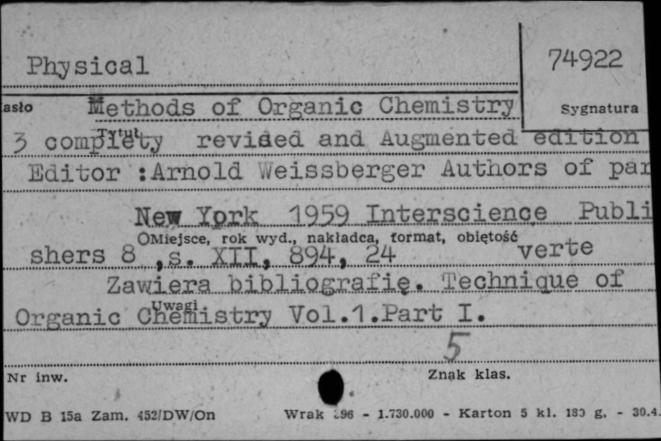 Physical
74922
asło
Methods of Organic Chemistry
Sygnatura
Tytuł
3 complety revised and Augmented edition
Editor :Arnold Weissberger Authors of par
New York 1959 Interscience Publi
Miejsce, rok wyd., nakładca, format, objętość
shers 8°,s. XII, 894, 24 verte
Zawiera bibliografię. Technique of
Uwagi
Organic Chemistry Vol.1.Part I.
5
Nr inw.
Znak klas.
WD B 15a Zam. 452/DW/On Wrak 96 - 1.730.000 - Karton 5 kl. 180 g. - 30.4.